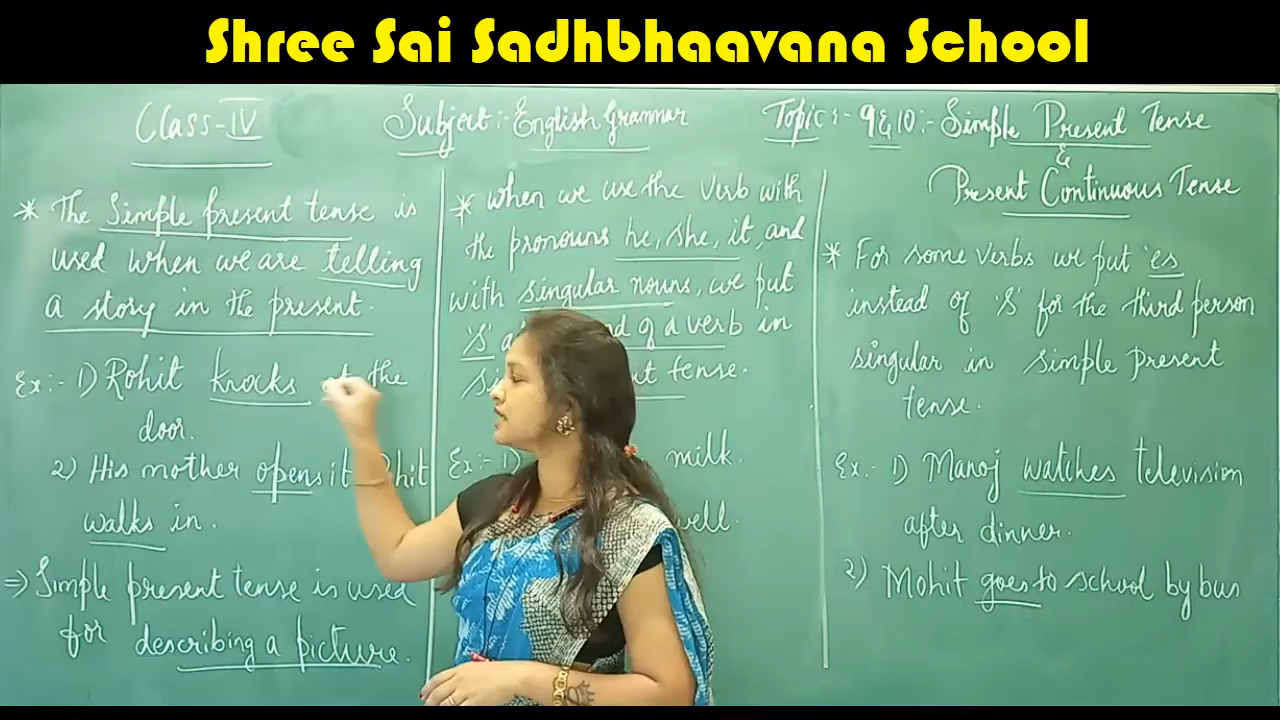 Shree Sai Sadhbhaavana School
Class-IV
Subject:- English Grammar
Topic:- 9 & 10:- Simple Present Tense
&
Present Continuous Tense
* The Simple present tense is
used when we are telling
a story in the present.
Ex:- 1) Rohit knocks the
door.
2) His mother opens it
walks in.
=> Simple present tense is used
for describing a picture.
* When we use the verb with
the pronouns he, she, it, and
with singular nouns, we put
's' of a verb in
tense.
Ex:- 1) milk.
well.
* For some verbs we put 'es
instead of 's' for the third person
singular in simple present
tense.
Ex:- 1) Manoj watches television
after dinner.
2) Mohit goes to school by bus